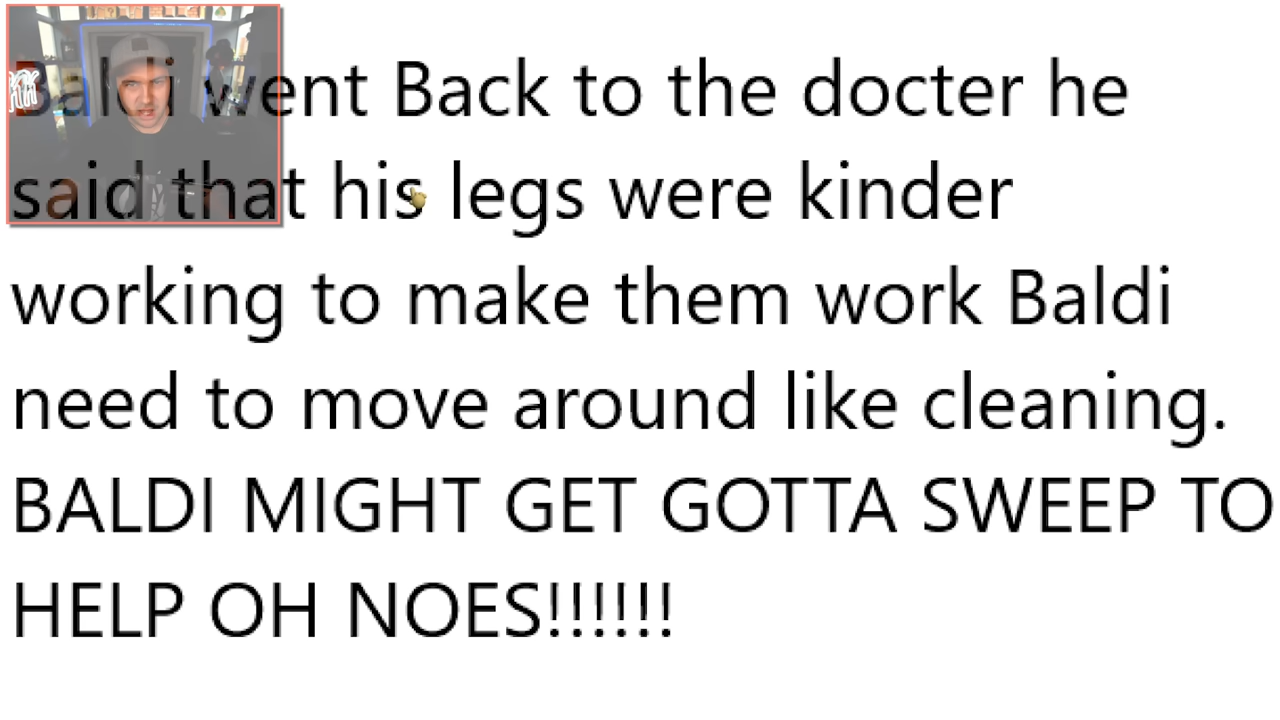 Baldi went Back to the docter he
said that his legs were kinder
working to make them work Baldi
need to move around like cleaning.
BALDI MIGHT GET GOTTA SWEEP TO
HELP OH NOES!!!!!!